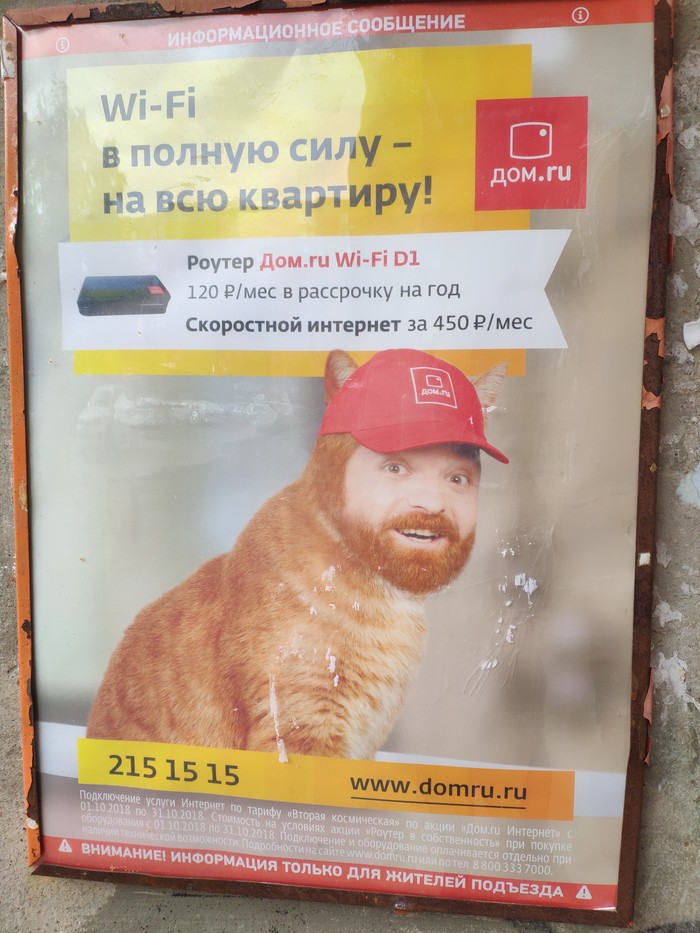 ИНФОРМАЦИОННОЕ СООБЩЕНИЕ
Wi-Fi
в полную силу –
на всю квартиру!
дом.ru
Роутер Дом.ru Wi-Fi D1
120 ₽/мес в рассрочку на год
Скоростной интернет за 450 ₽/мес
дом.ru
215 15 15
www.domru.ru
Подключение услуги Интернет по тарифу «Вторая космическая» по акции «Дом.ru Интернет» с
01.10.2018 по 31.10.2018. Стоимость на условиях акции «Роутер в собственность» при покупке
оборудования с 01.10.2018 по 31.10.2018. Подключение и оборудование оплачивается отдельно при
наличии технической возможности. Подробности на сайте www.domru.ru или по тел. 8 800 333 7000.
ВНИМАНИЕ! ИНФОРМАЦИЯ ТОЛЬКО ДЛЯ ЖИТЕЛЕЙ ПОДЪЕЗДА